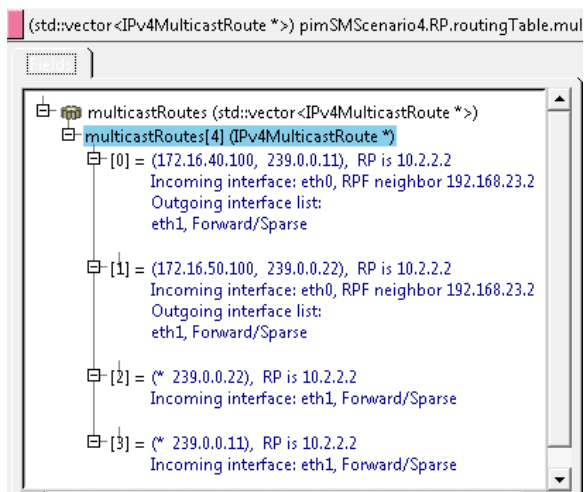 (std::vector<IPv4MulticastRoute *>) pimSMScenario4.RP.routingTable.mul
Fields
multicastRoutes (std::vector<IPv4MulticastRoute *>)
multicastRoutes[4] (IPv4MulticastRoute *)
[0] = (172.16.40.100, 239.0.0.11), RP is 10.2.2.2
Incoming interface: eth0, RPF neighbor 192.168.23.2
Outgoing interface list:
eth1, Forward/Sparse
[1] = (172.16.50.100, 239.0.0.22), RP is 10.2.2.2
Incoming interface: eth0, RPF neighbor 192.168.23.2
Outgoing interface list:
eth1, Forward/Sparse
[2] = (* 239.0.0.22), RP is 10.2.2.2
Incoming interface: eth1, Forward/Sparse
[3] = (* 239.0.0.11), RP is 10.2.2.2
Incoming interface: eth1, Forward/Sparse